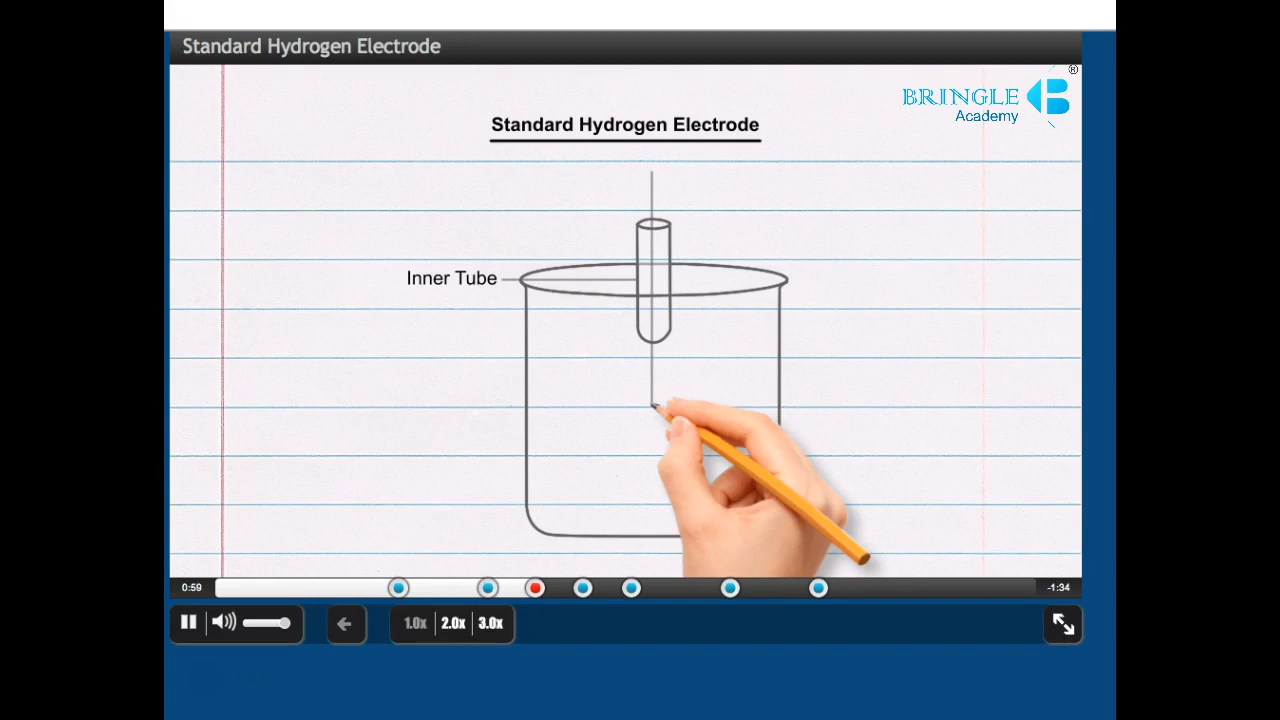 Standard Hydrogen Electrode
®
BRINGLE
Academy
Standard Hydrogen Electrode
Inner Tube
0:59
-1:34
1.0x
2.0x
3.0x